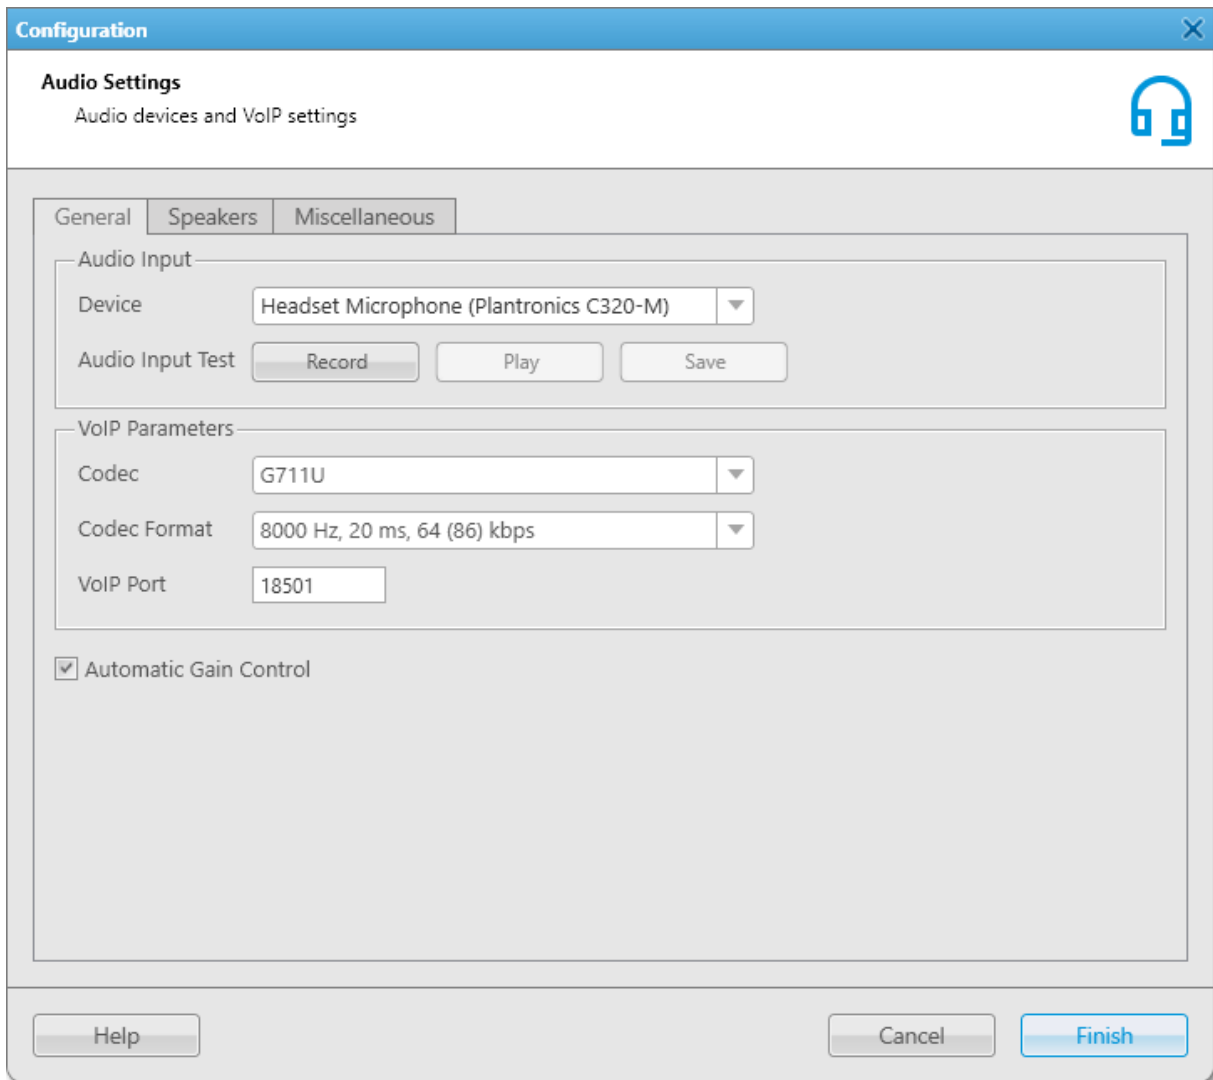 Configuration
Audio Settings
Audio devices and VoIP settings
General Speakers Miscellaneous
Audio Input
Device Headset Microphone (Plantronics C320-M)
Audio Input Test Record Play Save
VoIP Parameters
Codec G711U
Codec Format 8000 Hz, 20 ms, 64 (86) kbps
VoIP Port 18501
Automatic Gain Control
Help Cancel Finish